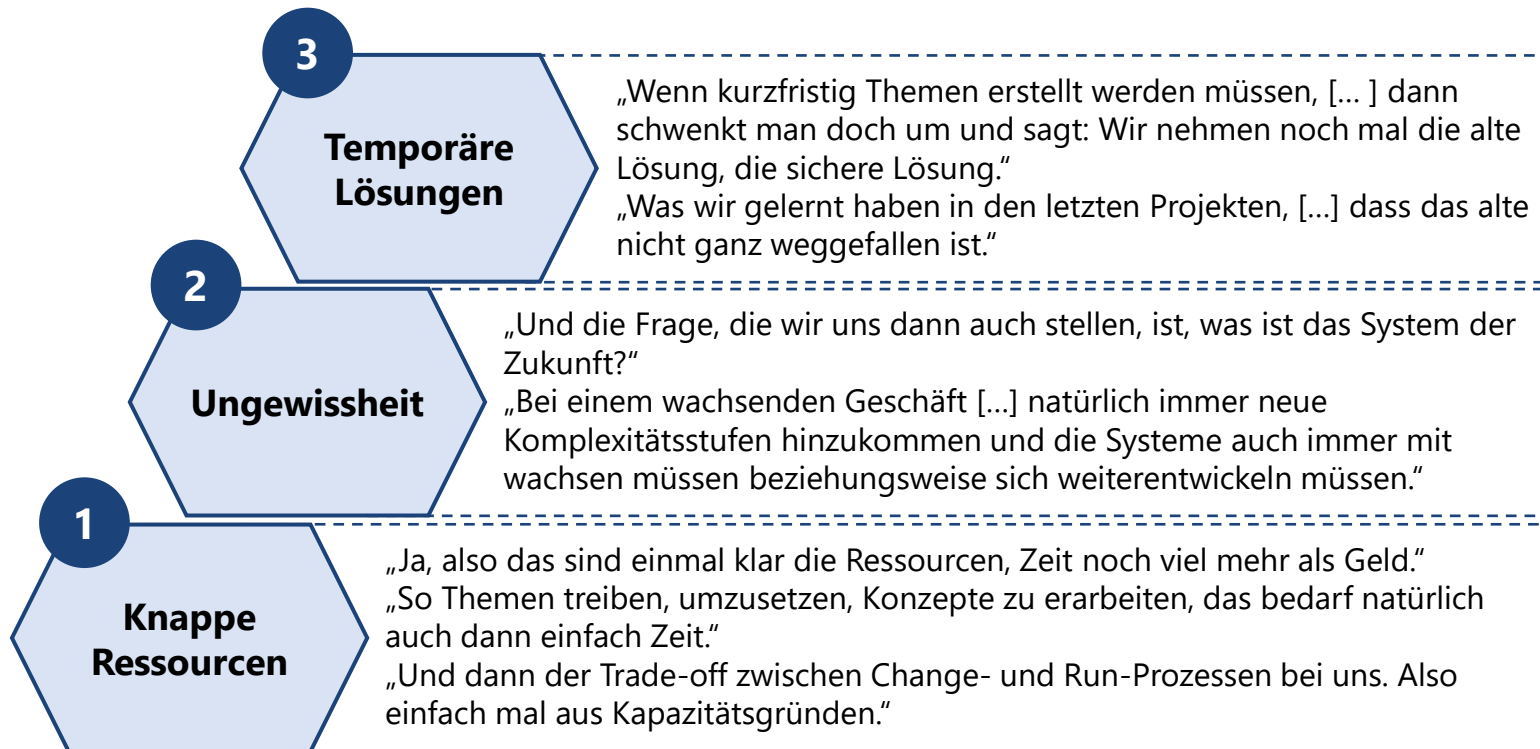 3
Temporäre
Lösungen
„Wenn kurzfristig Themen erstellt werden müssen, [... ] dann
schwenkt man doch um und sagt: Wir nehmen noch mal die alte
Lösung, die sichere Lösung.“
„Was wir gelernt haben in den letzten Projekten, [...] dass das alte
nicht ganz weggefallen ist.“
2
Ungewissheit
„Und die Frage, die wir uns dann auch stellen, ist, was ist das System der
Zukunft?“
„Bei einem wachsenden Geschäft [...] natürlich immer neue
Komplexitätsstufen hinzukommen und die Systeme auch immer mit
wachsen müssen beziehungsweise sich weiterentwickeln müssen.“
1
Knappe
Ressourcen
„Ja, also das sind einmal klar die Ressourcen, Zeit noch viel mehr als Geld.“
„So Themen treiben, umzusetzen, Konzepte zu erarbeiten, das bedarf natürlich
auch dann einfach Zeit.“
„Und dann der Trade-off zwischen Change- und Run-Prozessen bei uns. Also
einfach mal aus Kapazitätsgründen.“